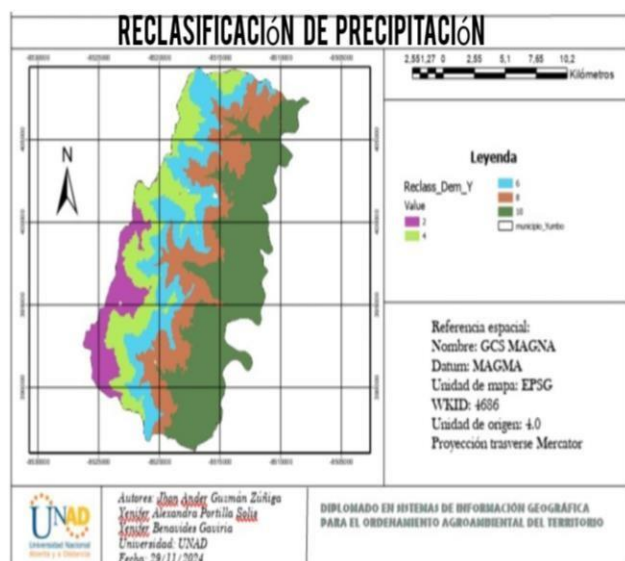 RECLASIFICACIÓN DE PRECIPITACIÓN
2,551,27 0 2,55 5,1 7,65 10,2
Kilómetros
N
Leyenda
Reclass_Dem_Y
Value
2
4
6
8
10
municipio_Yumbo
Referencia espacial:
Nombre: GCS MAGNA
Datum: MAGMA
Unidad de mapa: EPSG
WKID: 4686
Unidad de origen: 4.0
Proyección trasverse Mercator
UNAD
Universidad Nacional
Abierta y a Distancia
Autores: Jhon Ander Guzmán Zúñiga
Yenifer Alexandra Portilla Solis
Yenifer Benavides Gaviria
Universidad: UNAD
Fecha: 29/11/2024
DIPLOMADO EN SISTEMAS DE INFORMACIÓN GEOGRÁFICA
PARA EL ORDENAMIENTO AGROAMBIENTAL DEL TERRITORIO